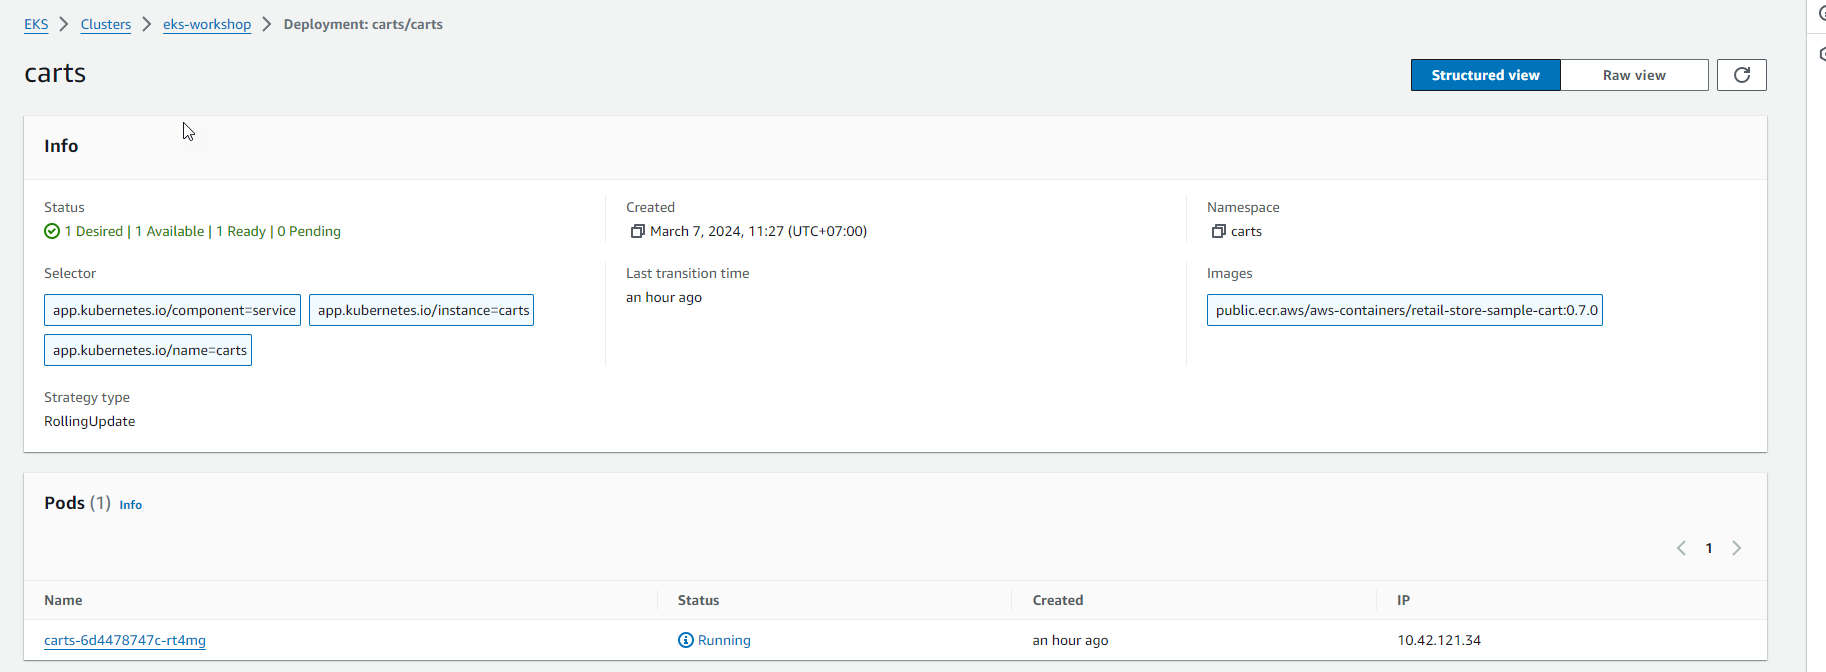 EKS > Clusters > eks-workshop > Deployment: carts/carts
carts
Structured view
Raw view
Info
Status
1 Desired | 1 Available | 1 Ready | 0 Pending
Created
March 7, 2024, 11:27 (UTC+07:00)
Namespace
carts
Selector
app.kubernetes.io/component=service
app.kubernetes.io/instance=carts
app.kubernetes.io/name=carts
Last transition time
an hour ago
Images
public.ecr.aws/aws-containers/retail-store-sample-cart:0.7.0
Strategy type
RollingUpdate
Pods (1) Info
1
Name Status Created IP
carts-6d4478747c-rt4mg Running an hour ago 10.42.121.34